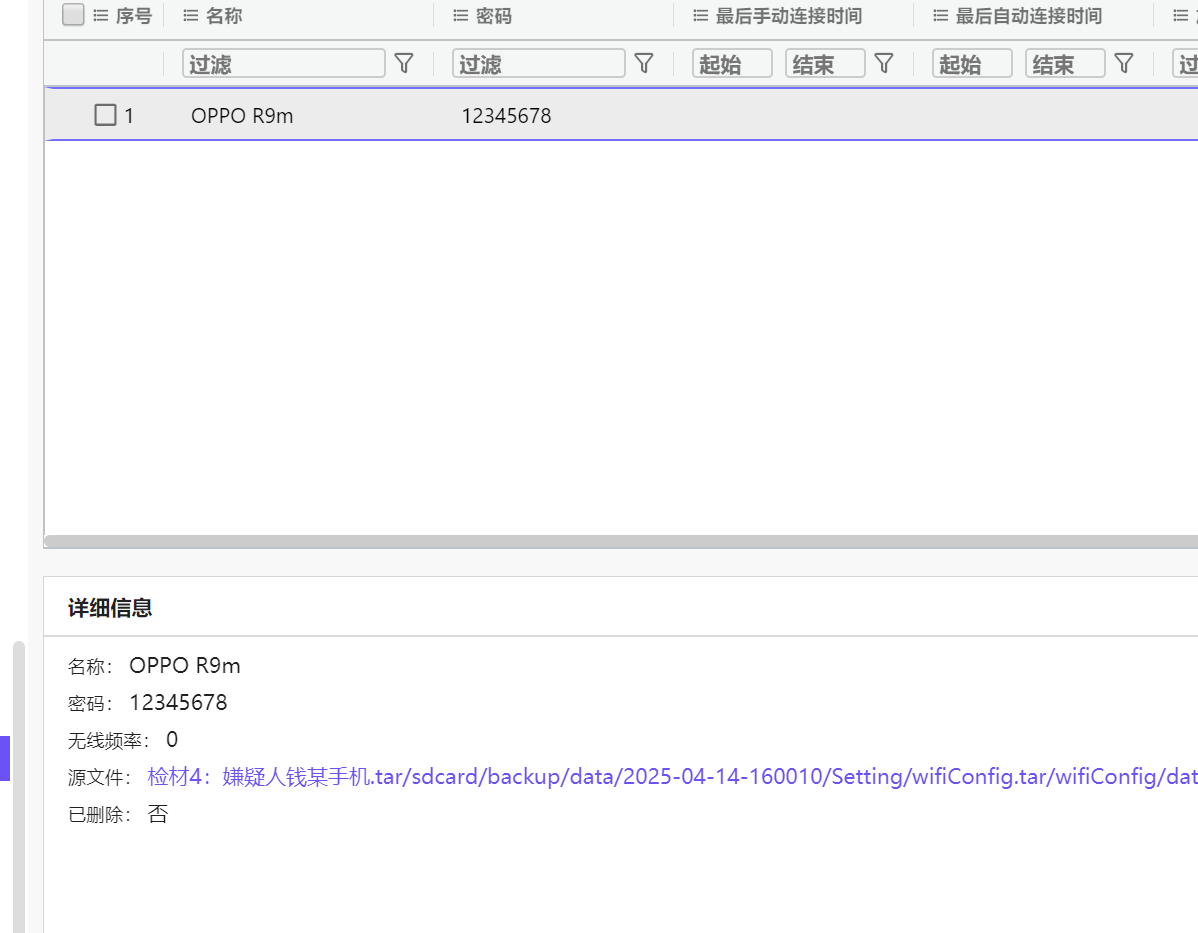 序号 名称 密码 最后手动连接时间 最后自动连接时间
过滤 过滤 起始 结束 起始 结束 过
1 OPPO R9m 12345678
详细信息
名称： OPPO R9m
密码： 12345678
无线频率： 0
源文件： 检材4：嫌疑人钱某手机.tar/sdcard/backup/data/2025-04-14-160010/Setting/wifiConfig.tar/wifiConfig/dat
已删除： 否